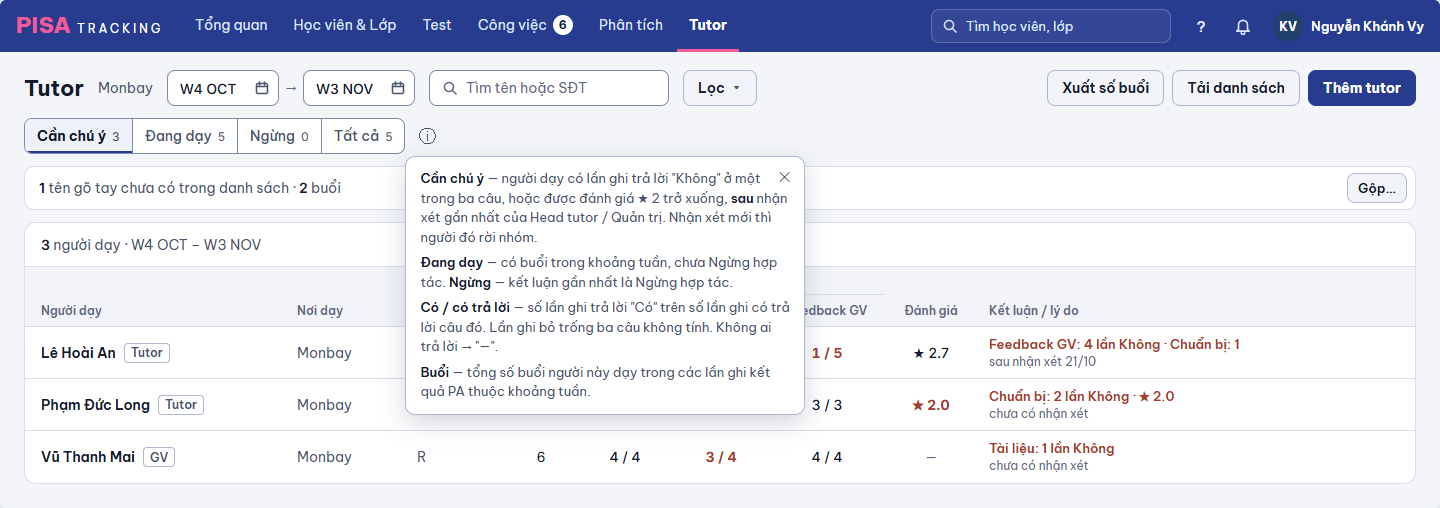 PISA TRACKING Tổng quan Học viên & Lớp Test Công việc 6 Phân tích Tutor Tìm học viên, lớp ? KV Nguyễn Khánh Vy
Tutor Monbay W4 OCT → W3 NOV Tìm tên hoặc SĐT Lọc Xuất số buổi Tải danh sách Thêm tutor
Cần chú ý 3 Đang dạy 5 Ngừng 0 Tất cả 5
1 tên gõ tay chưa có trong danh sách · 2 buổi Gộp...
Cần chú ý — người dạy có lần ghi trả lời "Không" ở một
trong ba câu, hoặc được đánh giá ★ 2 trở xuống, sau nhận
xét gần nhất của Head tutor / Quản trị. Nhận xét mới thì
người đó rời nhóm.
Đang dạy — có buổi trong khoảng tuần, chưa Ngừng hợp
tác. Ngừng — kết luận gần nhất là Ngừng hợp tác.
Có / có trả lời — số lần ghi trả lời "Có" trên số lần ghi có trả
lời câu đó. Lần ghi bỏ trống ba câu không tính. Không ai
trả lời → "—".
Buổi — tổng số buổi người này dạy trong các lần ghi kết
quả PA thuộc khoảng tuần.
3 người dạy · W4 OCT – W3 NOV
Người dạy Nơi dạy edback GV Đánh giá Kết luận / lý do
Lê Hoài An Tutor Monbay 1 / 5 ★ 2.7 Feedback GV: 4 lần Không · Chuẩn bị: 1
sau nhận xét 21/10
Phạm Đức Long Tutor Monbay 3 / 3 ★ 2.0 Chuẩn bị: 2 lần Không · ★ 2.0
chưa có nhận xét
Vũ Thanh Mai GV Monbay R 6 4 / 4 3 / 4 4 / 4 — Tài liệu: 1 lần Không
chưa có nhận xét